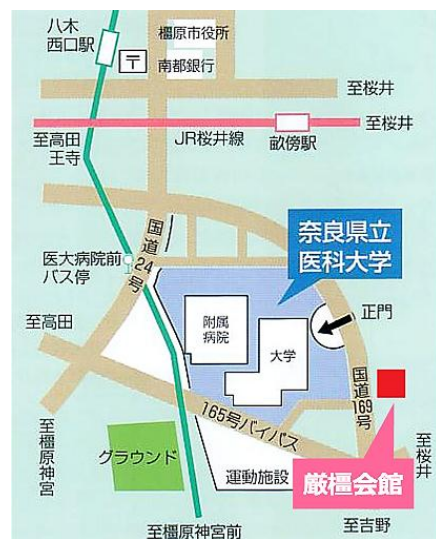 八木
西口駅
〒
橿原市役所
南都銀行
至桜井
至高田
王寺
JR桜井線
畝傍駅
至桜井
国道24号
奈良県立
医科大学
医大病院前
バス停
至高田
附属
病院
大学
正門
国道169号
165号バイパス
至橿原神宮
グラウンド
運動施設
厳橿会館
至桜井
至橿原神宮前
至吉野